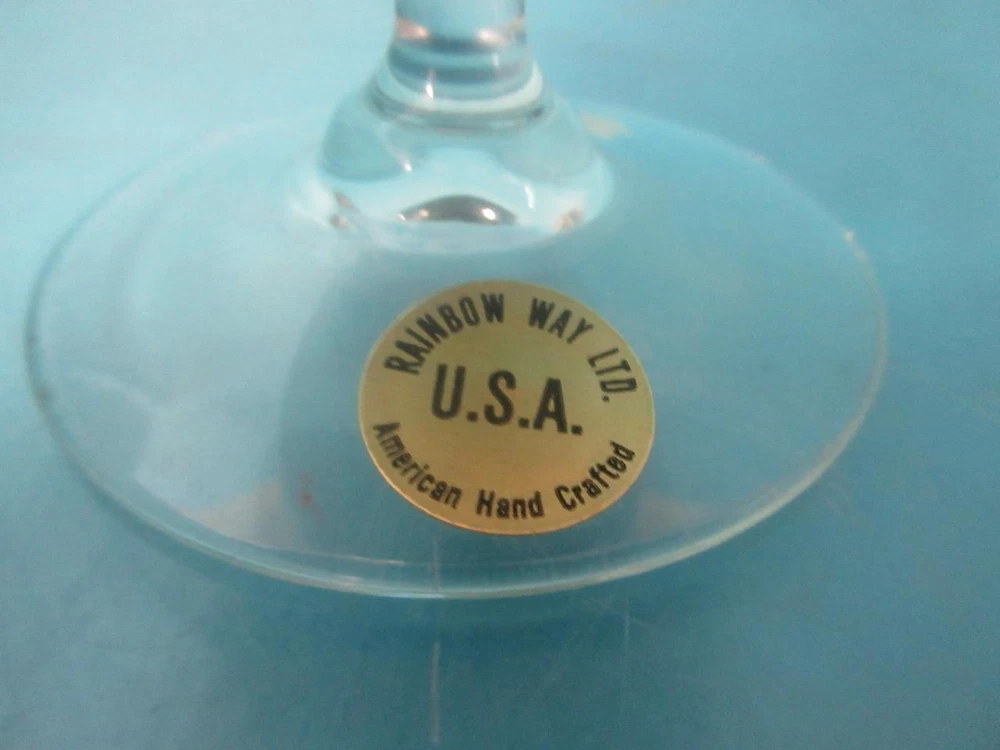 RAINBOW WAY LTD.
U.S.A.
American Hand Crafted